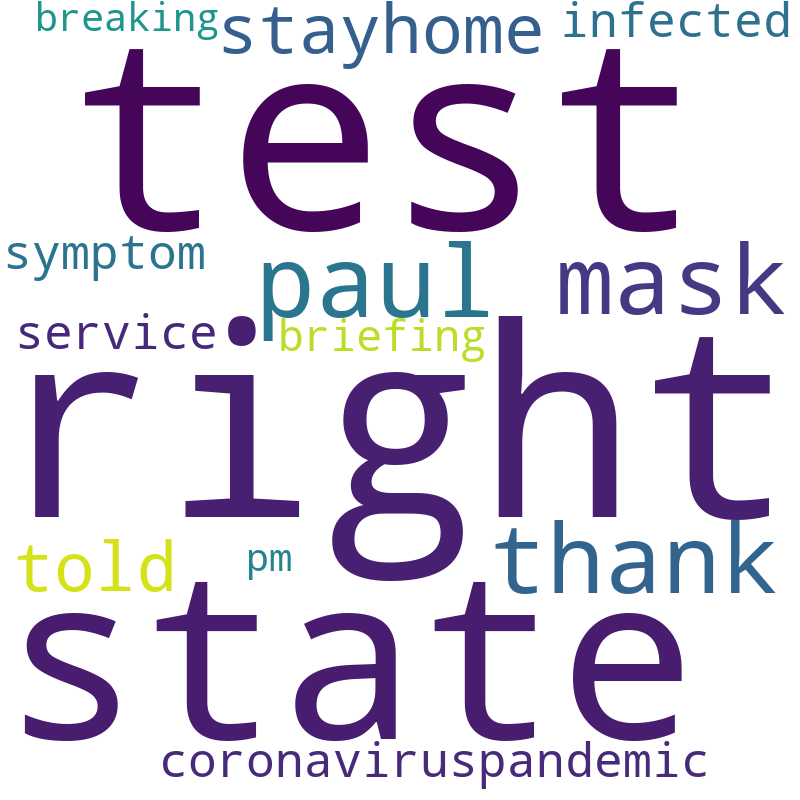 breaking stayhome infected
test
symptom paul mask
service briefing
right
told pm thank
state
coronaviruspandemic